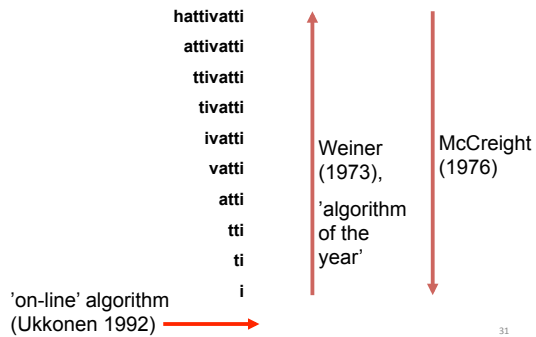 hattivatti
attivatti
ttivatti
tivatti
ivatti
vatti
atti
tti
ti
i
Weiner
(1973),
’algorithm
of the
year’
McCreight
(1976)
’on-line’ algorithm
(Ukkonen 1992)
31